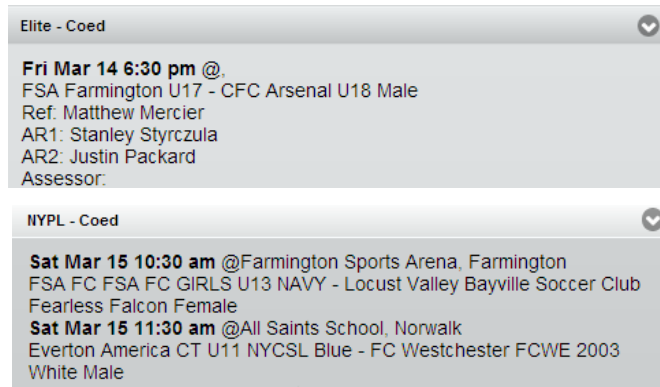 Elite - Coed
Fri Mar 14 6:30 pm @,
FSA Farmington U17 - CFC Arsenal U18 Male
Ref: Matthew Mercier
AR1: Stanley Styrczula
AR2: Justin Packard
Assessor:
NYPL - Coed
Sat Mar 15 10:30 am @Farmington Sports Arena, Farmington
FSA FC FSA FC GIRLS U13 NAVY - Locust Valley Bayville Soccer Club
Fearless Falcon Female
Sat Mar 15 11:30 am @All Saints School, Norwalk
Everton America CT U11 NYCSL Blue - FC Westchester FCWE 2003
White Male